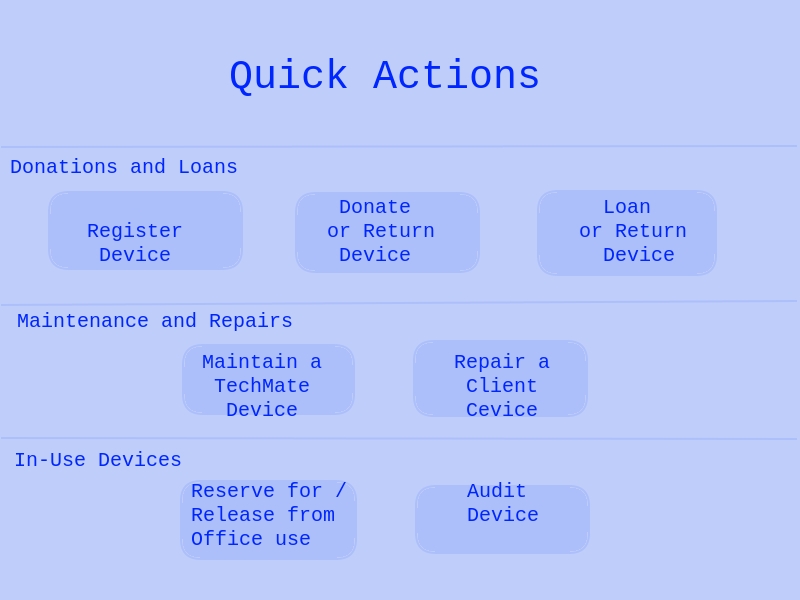 Quick Actions
Donations and Loans
Register
Device
Donate
or Return
Device
Loan
or Return
Device
Maintenance and Repairs
Maintain a
TechMate
Device
Repair a
Client
Cevice
In-Use Devices
Reserve for /
Release from
Office use
Audit
Device